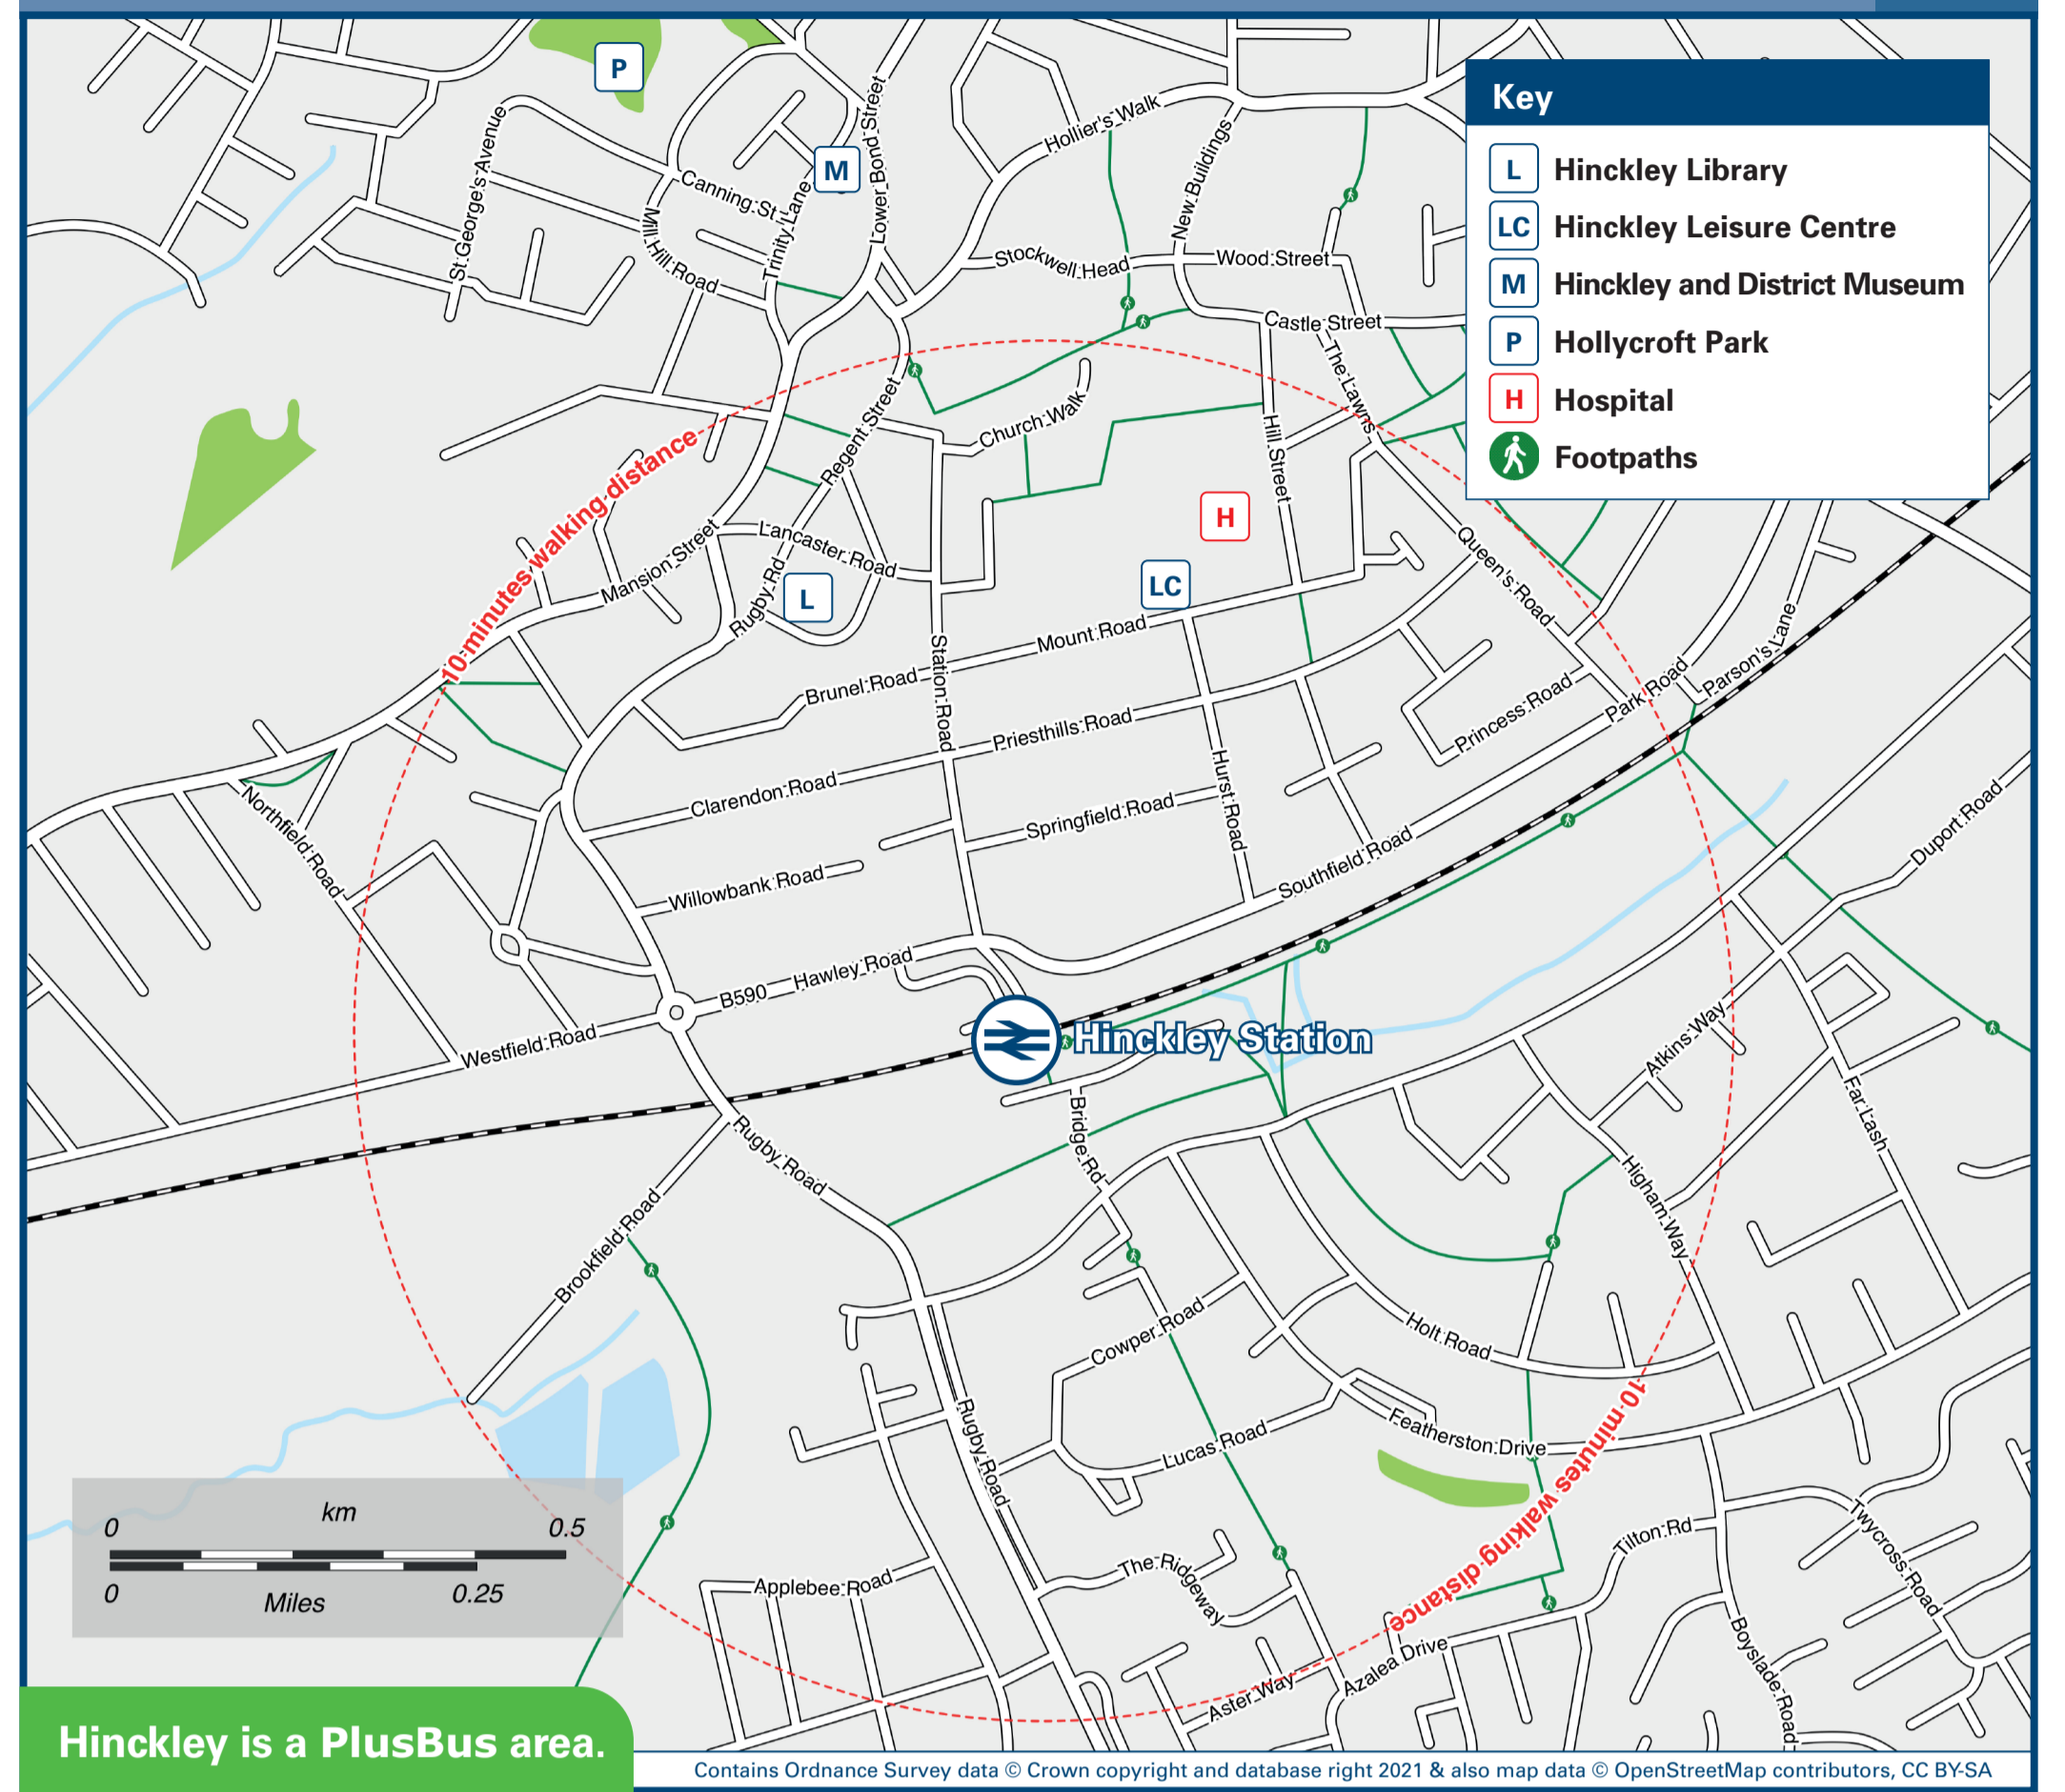 Key
L Hinckley Library
LC Hinckley Leisure Centre
M Hinckley and District Museum
P Hollycroft Park
H Hospital
Footpaths
P
M
St George's Avenue
Canning St
Mill Hill Road
Trinity Lane
Lower Bond Street
Hollier's Walk
New Buildings
Stockwell Head
Wood Street
Castle Street
The Lawns
Church Walk
Regent Street
Hill Street
10 minutes walking distance
Mansion Street
Lancaster Road
Rugby Rd
L
H
LC
Queen's Road
Station Road
Mount Road
Brunel Road
Priesthills Road
Clarendon Road
Springfield Road
Hurst Road
Princess Road
Park Road
Parson's Lane
Northfield Road
Willowbank Road
Southfield Road
Duport Road
B590
Hawley Road
Westfield Road
Hinckley Station
Atkins Way
Far Lash
Bridge Rd
Rugby Road
Higham Way
Brookfield Road
Cowper Road
Holt Road
Rugby Road
Lucas Road
Featherston Drive
10 minutes walking distance
Tilton Rd
Twycross Road
The Ridgeway
Applebee Road
Azalea Drive
Aster Way
Boyslade Road
km
0 0.5
0 Miles 0.25
Hinckley is a PlusBus area.
Contains Ordnance Survey data © Crown copyright and database right 2021 & also map data © OpenStreetMap contributors, CC BY-SA